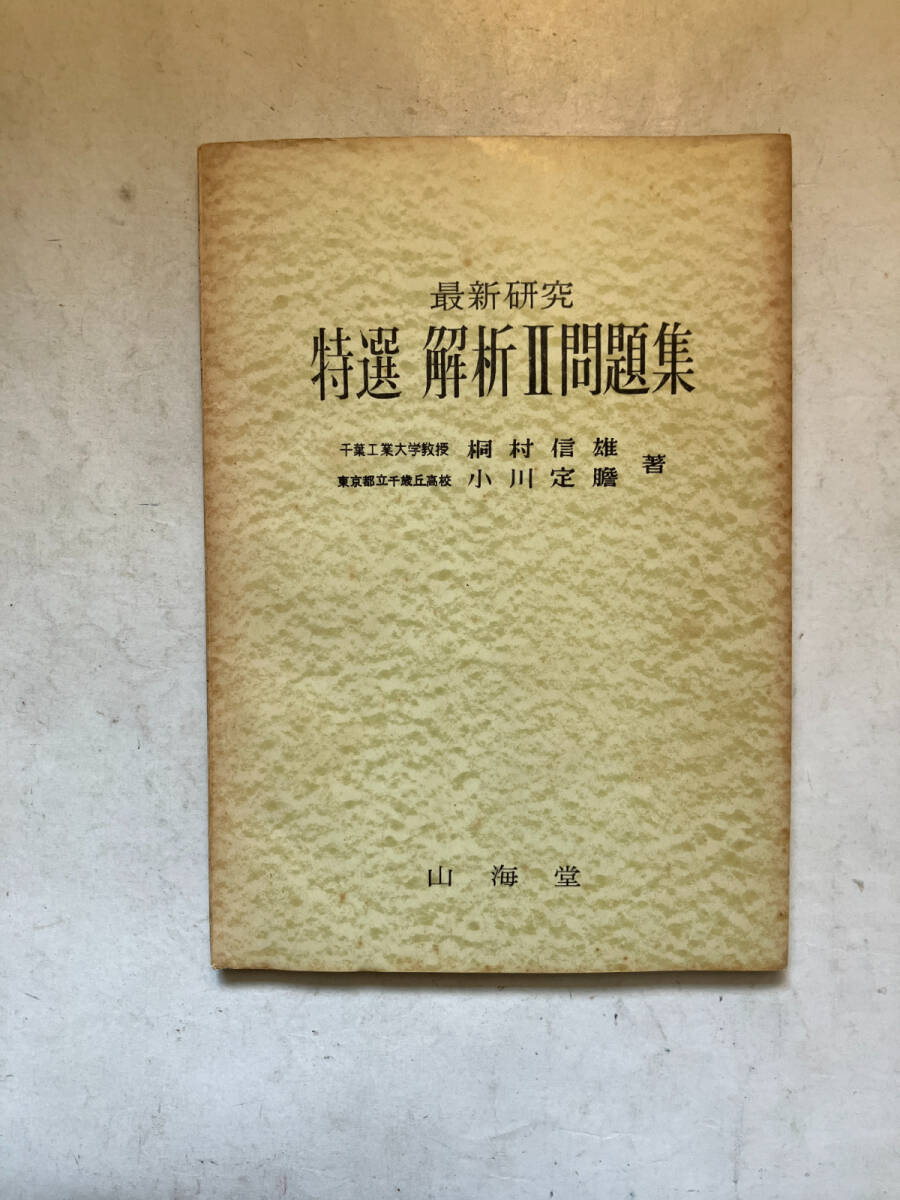 最新研究
特選 解析II問題集
千葉工業大学教授 桐村信雄
東京都立千歳丘高校 小川定膽 著
山海堂